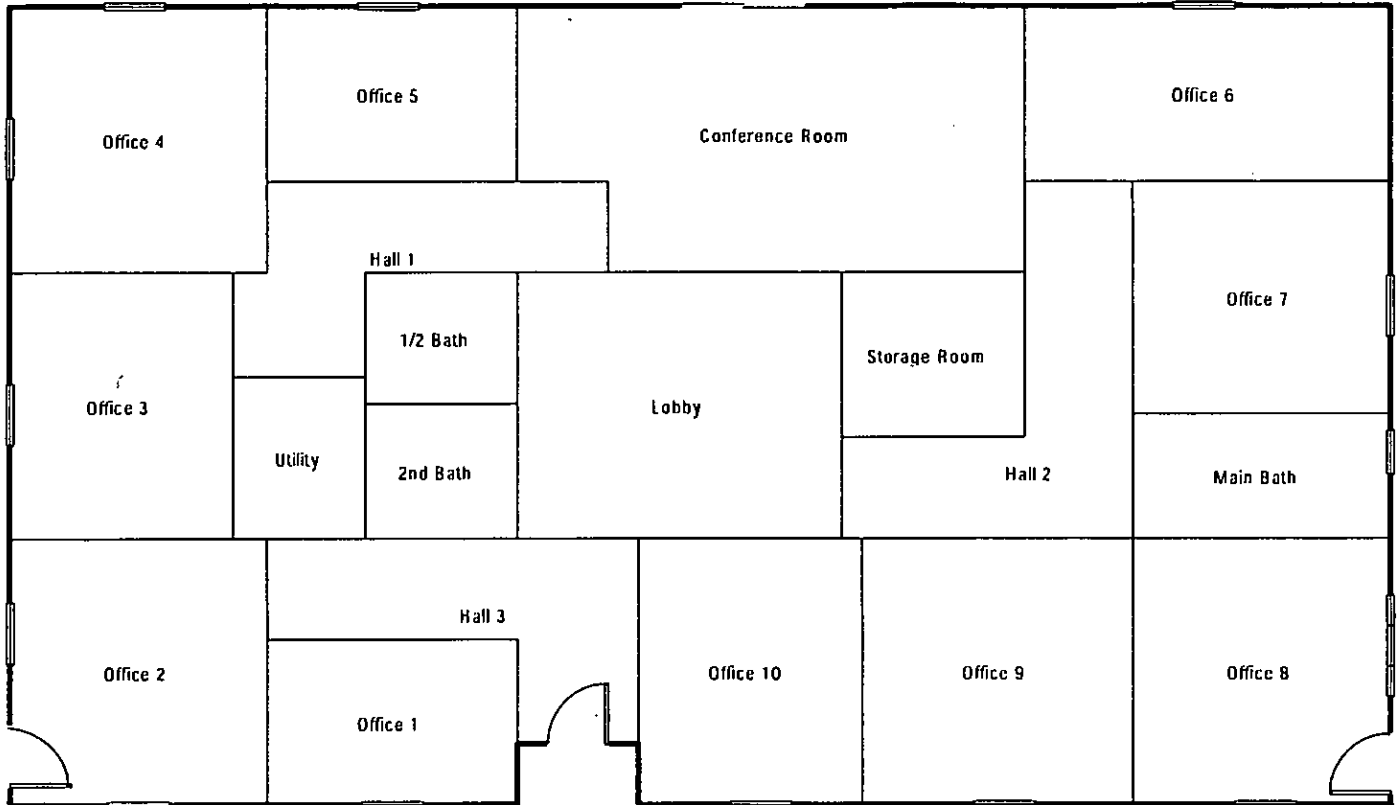 Office 5
Office 6
Conference Room
Office 4
Hall 1
Office 7
1/2 Bath
Storage Room
Office 3
Lobby
Utility
2nd Bath
Hall 2
Main Bath
Hall 3
Office 2
Office 10
Office 9
Office 8
Office 1